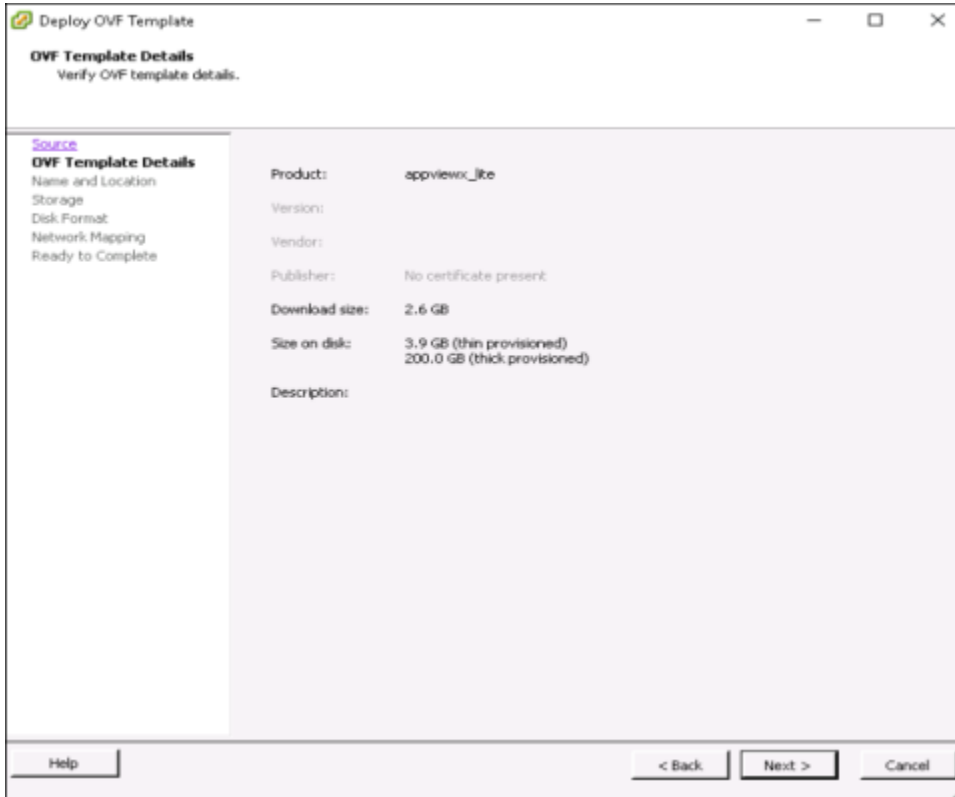 Deploy OVF Template
OVF Template Details
Verify OVF template details.
Source
OVF Template Details
Name and Location
Storage
Disk Format
Network Mapping
Ready to Complete
Product: appviewx_lite
Version:
Vendor:
Publisher: No certificate present
Download size: 2.6 GB
Size on disk: 3.9 GB (thin provisioned)
200.0 GB (thick provisioned)
Description:
Help
< Back
Next >
Cancel